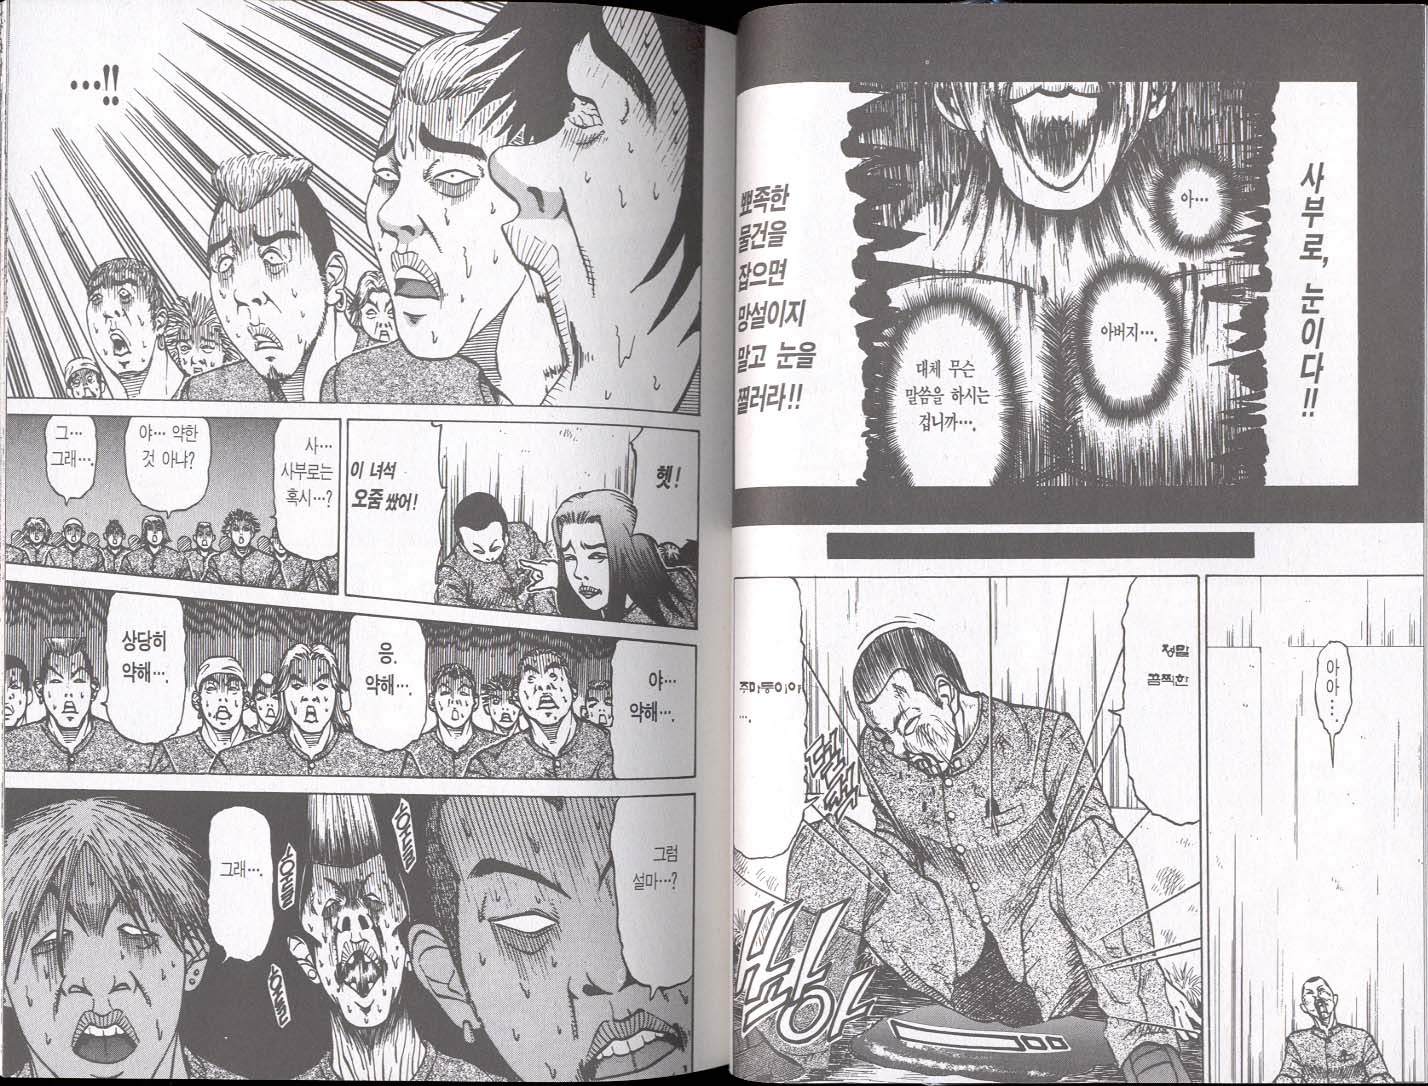 사부로, 눈이다!!
아…
아버지….
대체 무슨
말씀을 하시는
겁니까….
뾰족한
물건을
잡으면
망설이지
말고 눈을
찔러라!!
아아….
정말
끔찍한
주마등이야
….
…!!
헷!
이 녀석
오줌 쌌어!
사…
사부로는
혹시…?
야… 약한
것 아냐?
그…
그래….
야…
약해….
응.
약해….
상당히
약해….
그럼
설마…?
그래….